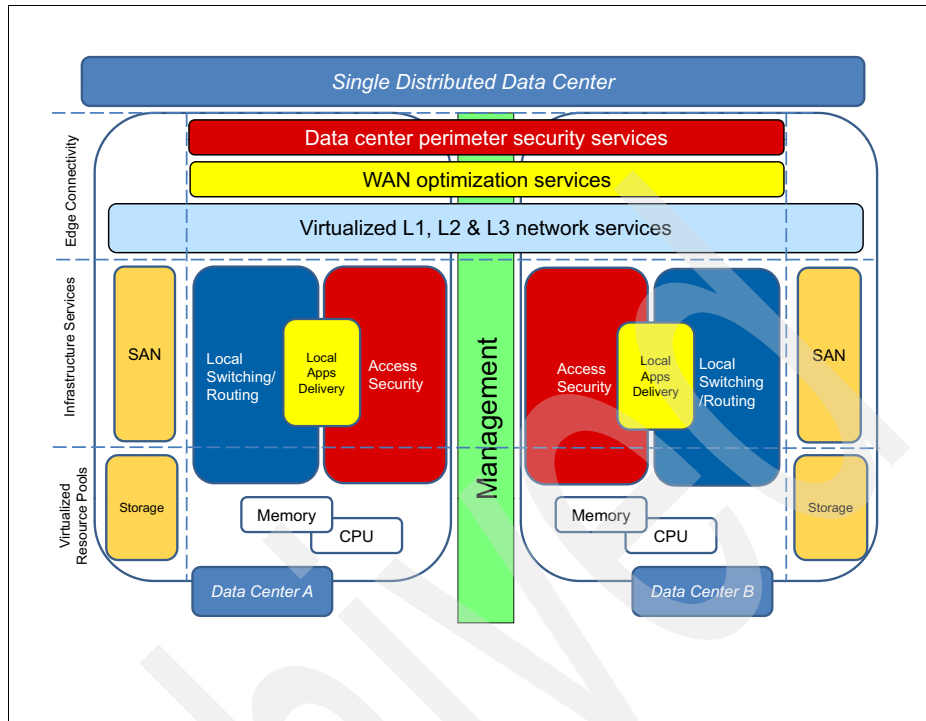 Single Distributed Data Center
Edge Connectivity
Data center perimeter security services
WAN optimization services
Virtualized L1, L2 & L3 network services
Infrastructure Services
SAN
Local
Switching/
Routing
Local
Apps
Delivery
Access
Security
Management
Access
Security
Local
Apps
Delivery
Local
Switching
/Routing
SAN
Virtualized
Resource Pools
Storage
Memory
CPU
Memory
CPU
Storage
Data Center A
Data Center B